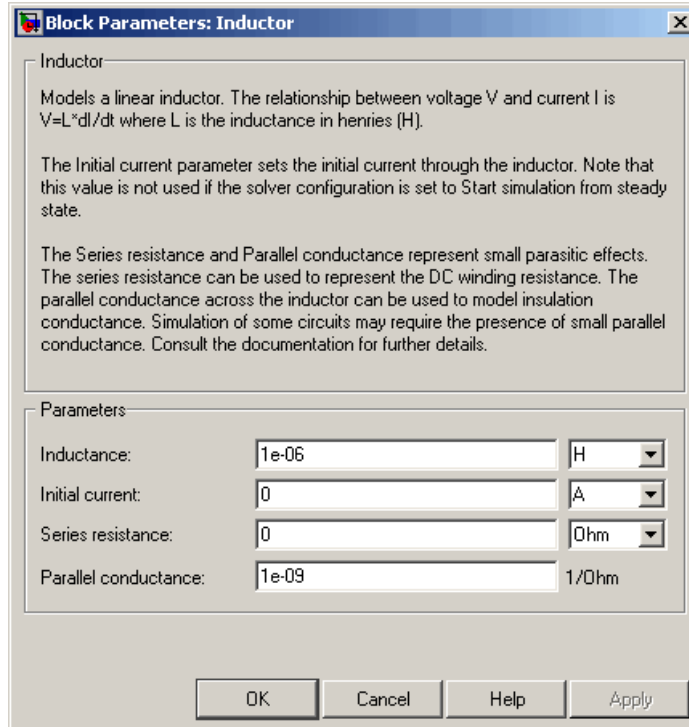 Block Parameters: Inductor
Inductor
Models a linear inductor. The relationship between voltage V and current I is
V=L*dI/dt where L is the inductance in henries (H).
The Initial current parameter sets the initial current through the inductor. Note that
this value is not used if the solver configuration is set to Start simulation from steady
state.
The Series resistance and Parallel conductance represent small parasitic effects.
The series resistance can be used to represent the DC winding resistance. The
parallel conductance across the inductor can be used to model insulation
conductance. Simulation of some circuits may require the presence of small parallel
conductance. Consult the documentation for further details.
Parameters
Inductance: 1e-06 H
Initial current: 0 A
Series resistance: 0 Ohm
Parallel conductance: 1e-09 1/Ohm
OK Cancel Help Apply